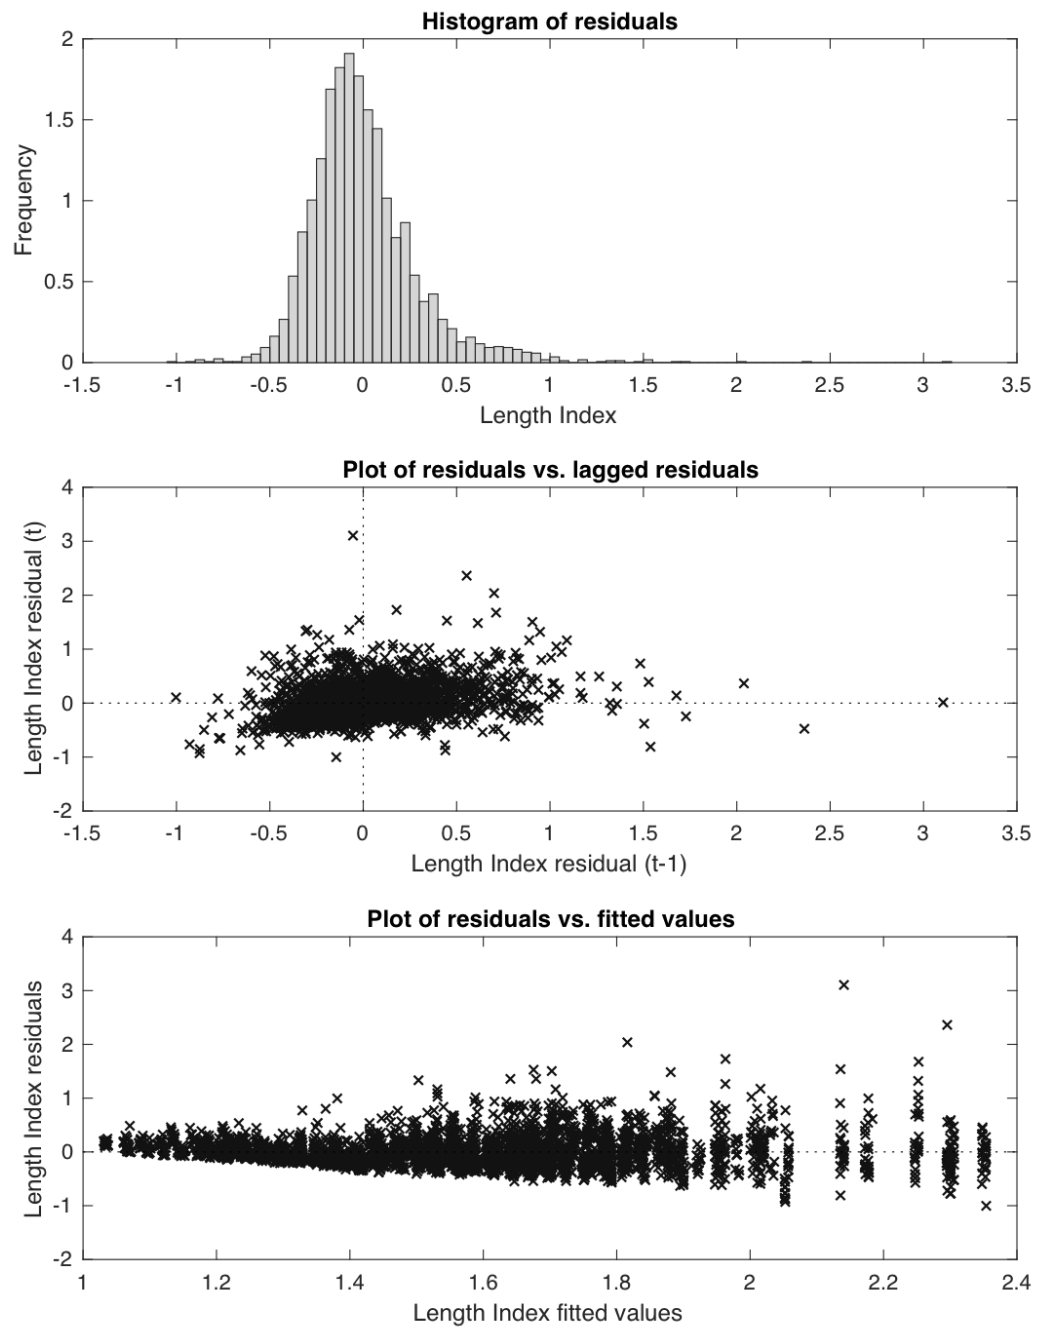 Histogram of residuals
2
1.5
1
0.5
0
Frequency
-1.5 -1 -0.5 0 0.5 1 1.5 2 2.5 3 3.5
Length Index
Plot of residuals vs. lagged residuals
4
3
2
1
0
-1
-2
Length Index residual (t)
-1.5 -1 -0.5 0 0.5 1 1.5 2 2.5 3 3.5
Length Index residual (t-1)
Plot of residuals vs. fitted values
4
3
2
1
0
-1
-2
Length Index residuals
1 1.2 1.4 1.6 1.8 2 2.2 2.4
Length Index fitted values